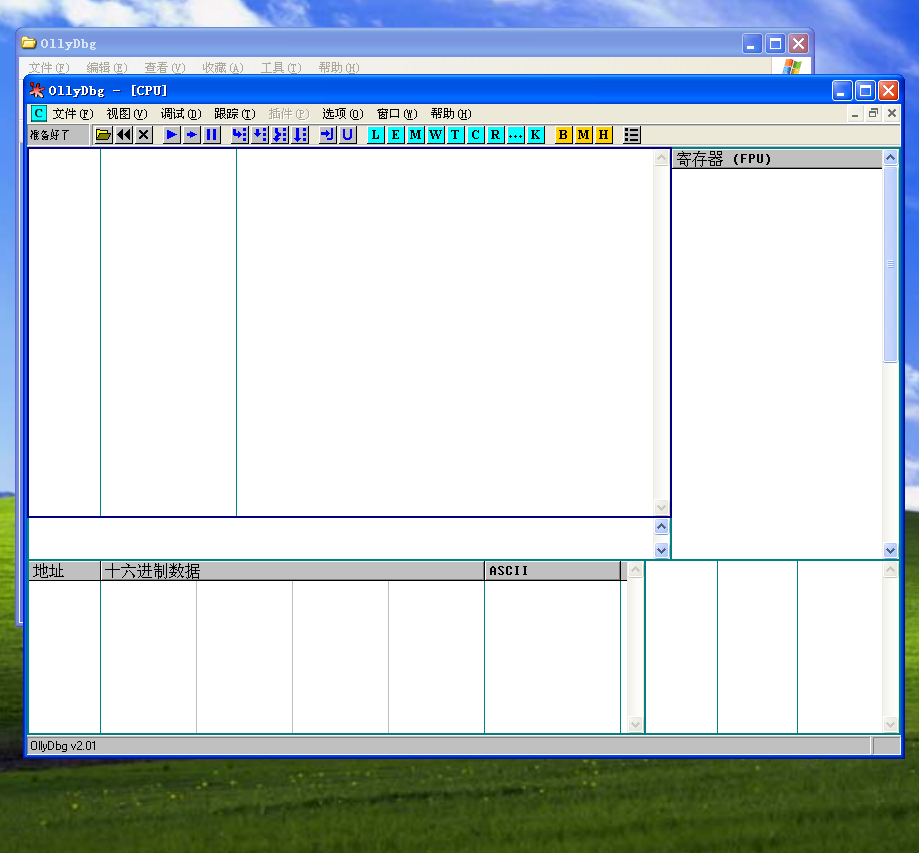 OllyDbg
文件(F) 编辑(E) 查看(V) 收藏(A) 工具(T) 帮助(H)
OllyDbg - [CPU]
C 文件(F) 视图(V) 调试(D) 跟踪(T) 插件(P) 选项(O) 窗口(W) 帮助(H)
准备好了 U L E M W T C R ... K B M H
寄存器 (FPU)
地址 十六进制数据 ASCII
OllyDbg v2.01